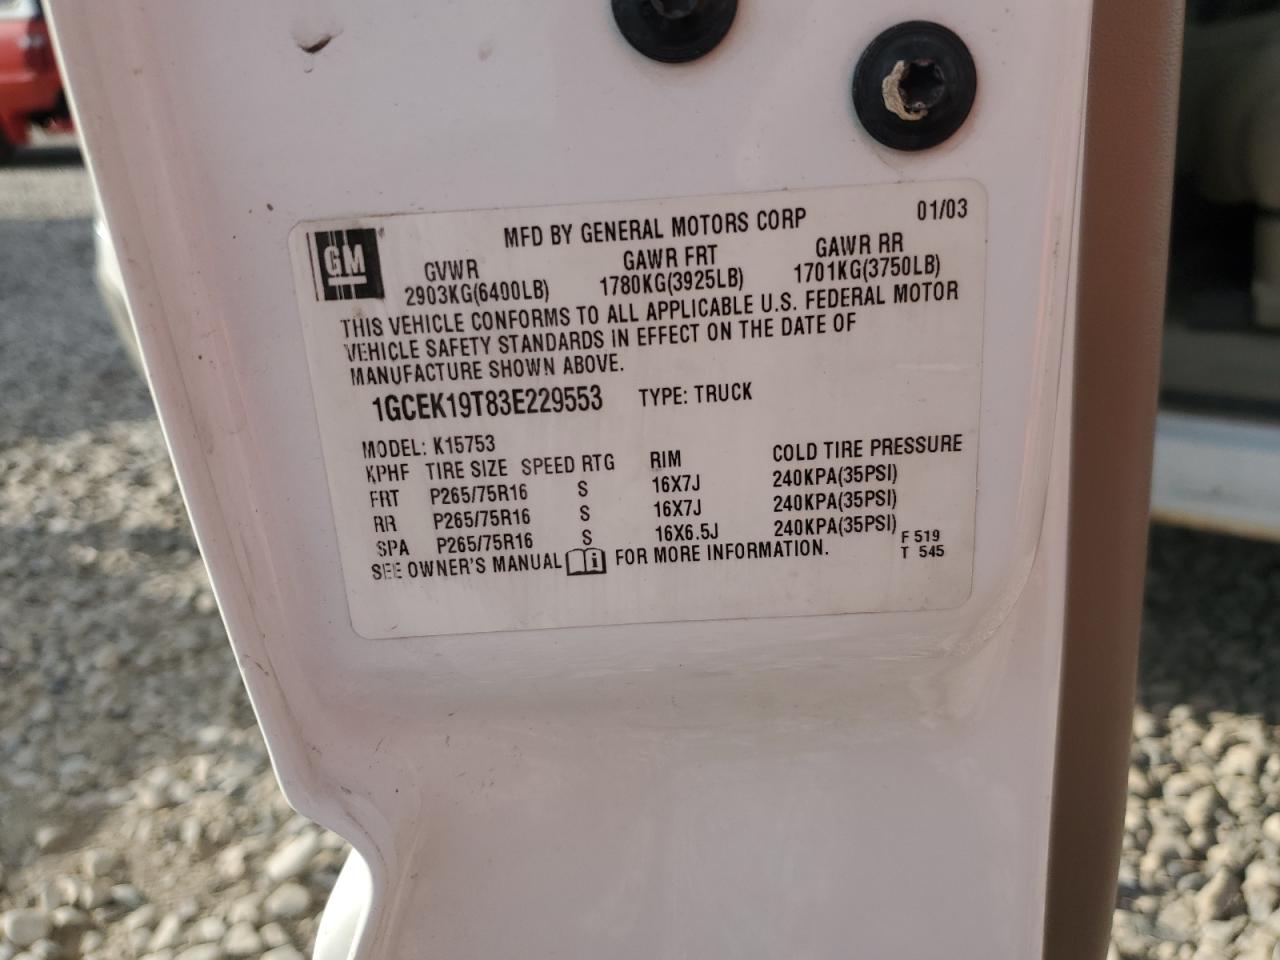 GM
MFD BY GENERAL MOTORS CORP 01/03
GVWR GAWR FRT GAWR RR
2903KG(6400LB) 1780KG(3925LB) 1701KG(3750LB)
THIS VEHICLE CONFORMS TO ALL APPLICABLE U.S. FEDERAL MOTOR
VEHICLE SAFETY STANDARDS IN EFFECT ON THE DATE OF
MANUFACTURE SHOWN ABOVE.
1GCEK19T83E229553 TYPE: TRUCK
MODEL: K15753
KPHF TIRE SIZE SPEED RTG RIM COLD TIRE PRESSURE
FRT P265/75R16 S 16X7J 240KPA(35PSI)
RR P265/75R16 S 16X7J 240KPA(35PSI)
SPA P265/75R16 S 16X6.5J 240KPA(35PSI)
SEE OWNER'S MANUAL i FOR MORE INFORMATION.
F 519
T 545